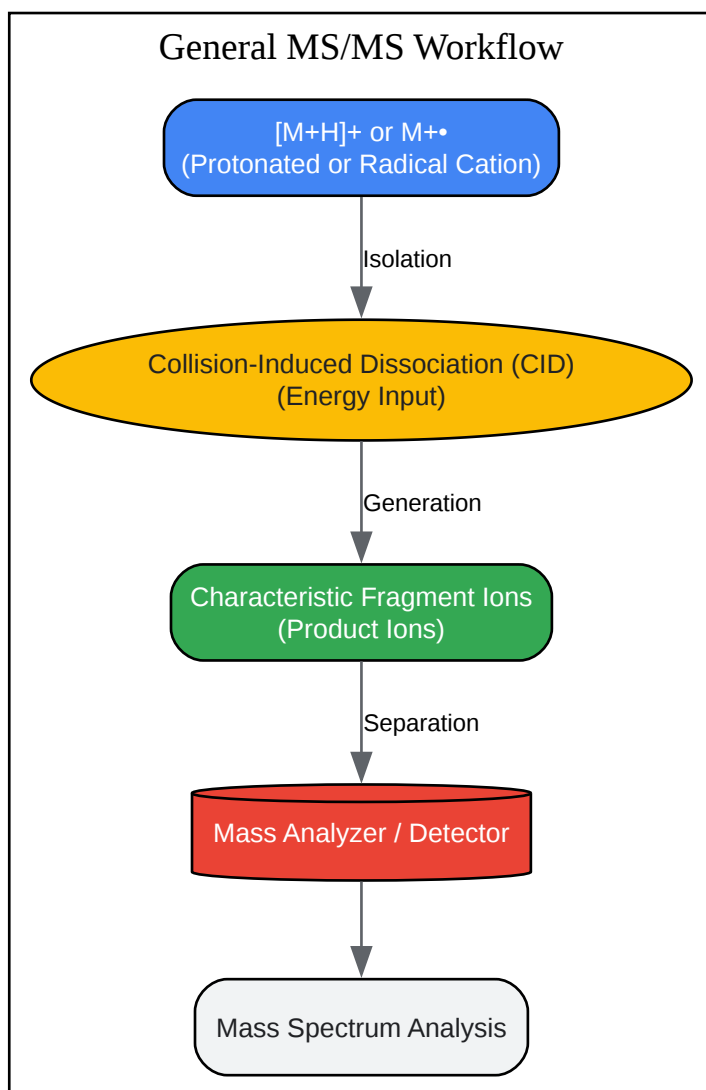 General MS/MS Workflow
[M+H]+ or M+•
(Protonated or Radical Cation)
Isolation
Collision-Induced Dissociation (CID)
(Energy Input)
Generation
Characteristic Fragment Ions
(Product Ions)
Separation
Mass Analyzer / Detector
Mass Spectrum Analysis